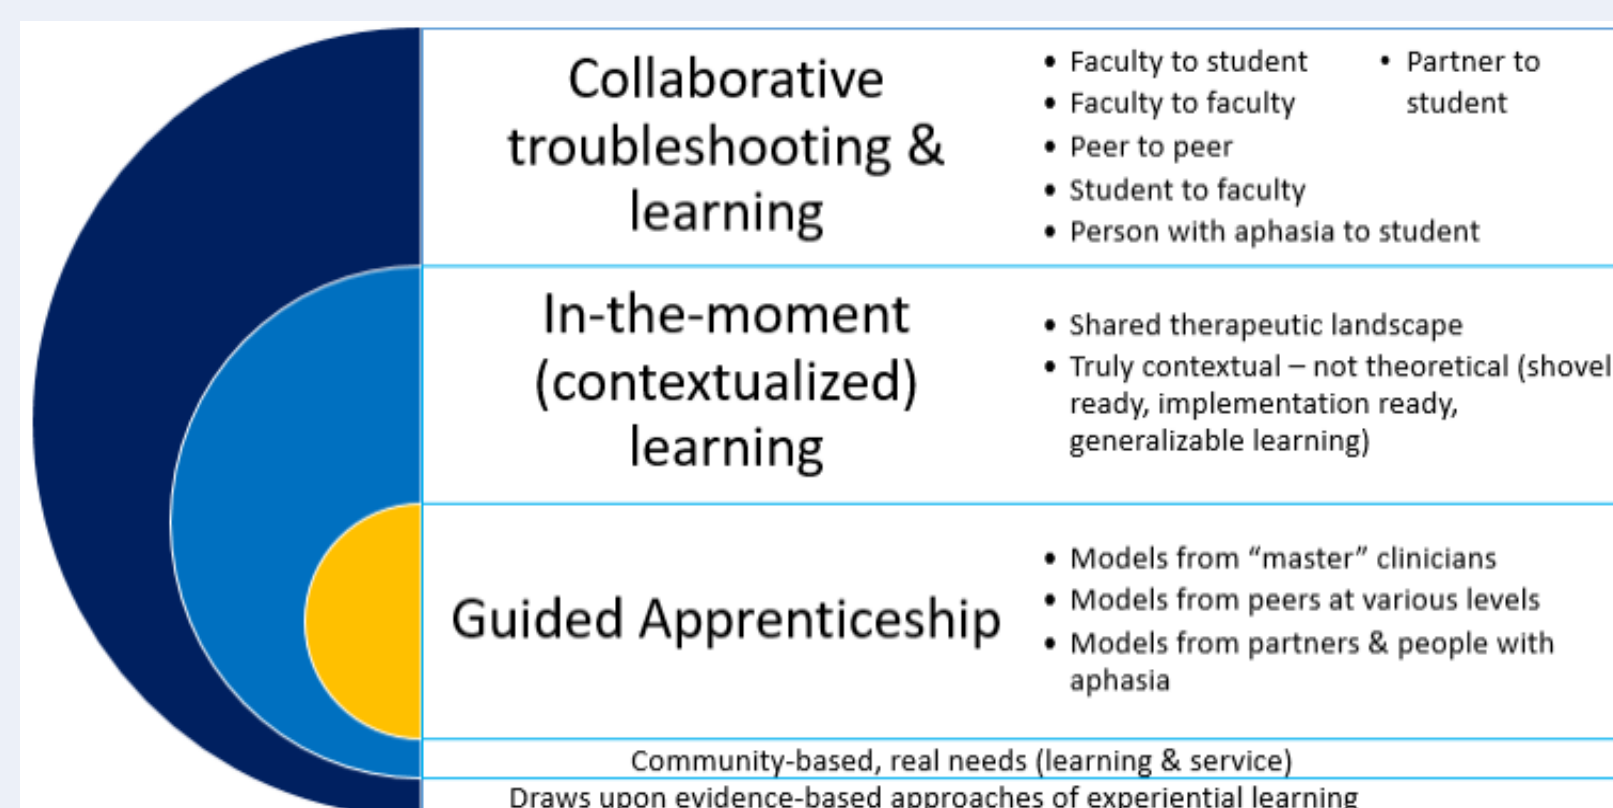 Collaborative
troubleshooting &
learning
• Faculty to student
• Faculty to faculty
• Peer to peer
• Student to faculty
• Person with aphasia to student
• Partner to
student
In-the-moment
(contextualized)
learning
• Shared therapeutic landscape
• Truly contextual – not theoretical (shovel
ready, implementation ready,
generalizable learning)
Guided Apprenticeship
• Models from “master” clinicians
• Models from peers at various levels
• Models from partners & people with
aphasia
Community-based, real needs (learning & service)
Draws upon evidence-based approaches of experiential learning